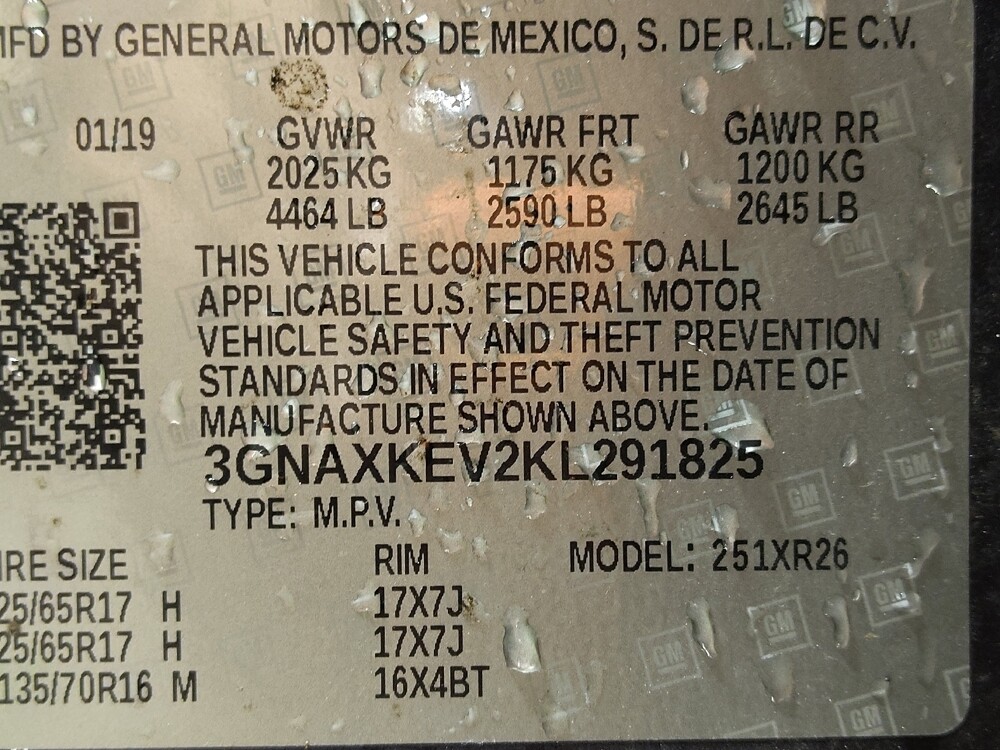 MFD BY GENERAL MOTORS DE MEXICO, S. DE R.L. DE C.V.
01/19 GVWR GAWR FRT GAWR RR
2025 KG 1175 KG 1200 KG
4464 LB 2590 LB 2645 LB
THIS VEHICLE CONFORMS TO ALL
APPLICABLE U.S. FEDERAL MOTOR
VEHICLE SAFETY AND THEFT PREVENTION
STANDARDS IN EFFECT ON THE DATE OF
MANUFACTURE SHOWN ABOVE.
3GNAXKEV2KL291825
TYPE: M.P.V.
IRE SIZE RIM MODEL: 251XR26
25/65R17 H 17X7J
25/65R17 H 17X7J
135/70R16 M 16X4BT